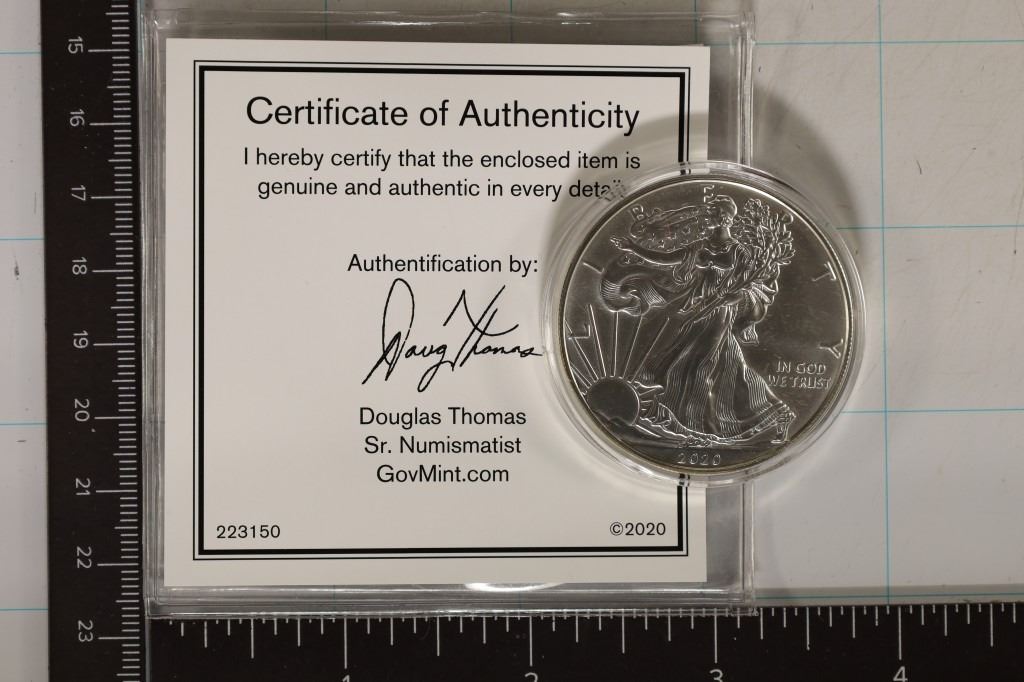 Certificate of Authenticity
I hereby certify that the enclosed item is
genuine and authentic in every
Authentification by:
Doug Thomas
Douglas Thomas
Sr. Numismatist
GovMint.com
223150
©2020
LIBERTY
IN GOD
WE TRUST
2020
15
16
17
18
19
20
21
22
23
1
2
3
4